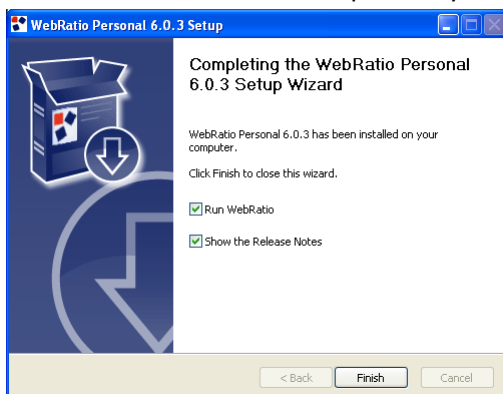 WebRatio Personal 6.0.3 Setup
Completing the WebRatio Personal
6.0.3 Setup Wizard
WebRatio Personal 6.0.3 has been installed on your
computer.
Click Finish to close this wizard.
Run WebRatio
Show the Release Notes
< Back Finish Cancel